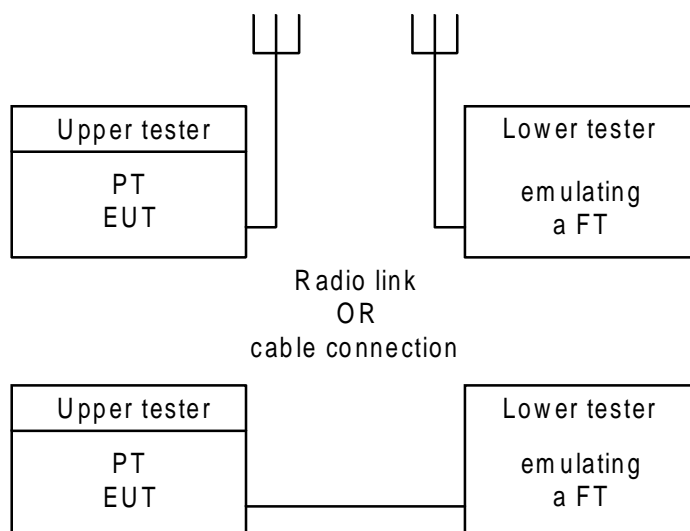 Upper tester
PT
EUT
Lower tester
emulating
a FT
Radio link
OR
cable connection
Upper tester
PT
EUT
Lower tester
emulating
a FT